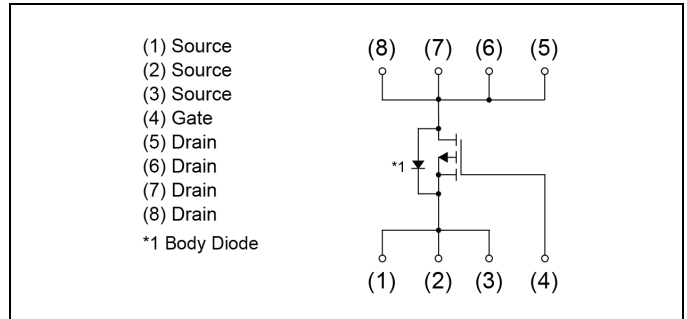 (1) Source
(2) Source
(3) Source
(4) Gate
(5) Drain
(6) Drain
(7) Drain
(8) Drain
*1 Body Diode
(8) (7) (6) (5)
*1
(1) (2) (3) (4)